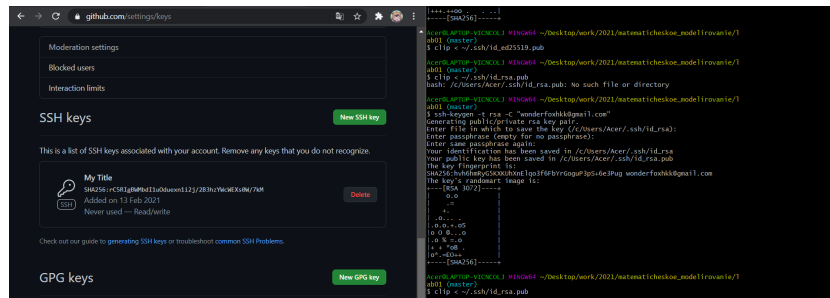 github.com/settings/keys
Moderation settings
Blocked users
Interaction limits
SSH keys
New SSH key
This is a list of SSH keys associated with your account. Remove any keys that you do not recognize.
My Title
Added on 13 Feb 2021
Never used — Read/write
SSH
Delete
Check out our guide to generating SSH keys or troubleshoot common SSH Problems.
GPG keys
New GPG key
|+++.++oo . . ..|
+----[SHA256]-----+
Acer@LAPTOP-VICNCOLJ MINGW64 ~/Desktop/work/2021/matematicheskoe_modelirovanie/l
ab01 (master)
$ clip < ~/.ssh/id_ed25519.pub
Acer@LAPTOP-VICNCOLJ MINGW64 ~/Desktop/work/2021/matematicheskoe_modelirovanie/l
ab01 (master)
$ clip < ~/.ssh/id_rsa.pub
bash: /c/Users/Acer/.ssh/id_rsa.pub: No such file or directory
Acer@LAPTOP-VICNCOLJ MINGW64 ~/Desktop/work/2021/matematicheskoe_modelirovanie/l
ab01 (master)
$ ssh-keygen -t rsa -C "wonderfoxhkk@gmail.com"
Generating public/private rsa key pair.
Enter file in which to save the key (/c/Users/Acer/.ssh/id_rsa):
Enter passphrase (empty for no passphrase):
Enter same passphrase again:
Your identification has been saved in /c/Users/Acer/.ssh/id_rsa
Your public key has been saved in /c/Users/Acer/.ssh/id_rsa.pub
The key fingerprint is:
wonderfoxhkk@gmail.com
The key's randomart image is:
+---[RSA 3072]----+
| o.o |
| .= |
| +. |
| .o... . |
|.o.o.+.oS |
|o O @...o |
|.o % =.o |
|+ + *oB . |
|o*.=EO++ |
+----[SHA256]-----+
Acer@LAPTOP-VICNCOLJ MINGW64 ~/Desktop/work/2021/matematicheskoe_modelirovanie/l
ab01 (master)
$ clip < ~/.ssh/id_rsa.pub